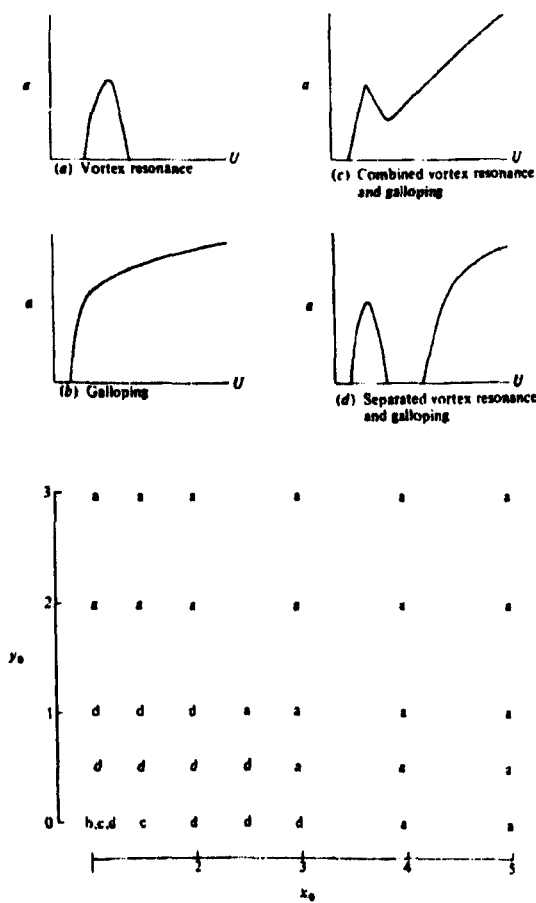 a
U
(a) Vortex resonance
a
U
(c) Combined vortex resonance
and galloping
a
U
(b) Galloping
a
U
(d) Separated vortex resonance
and galloping
3 a a a a a a
2 a a a a a a
y₀
1 d d d a a a a
d d d d a a a
0 b,c,d c d d d a a
2 3 4 5
x₀